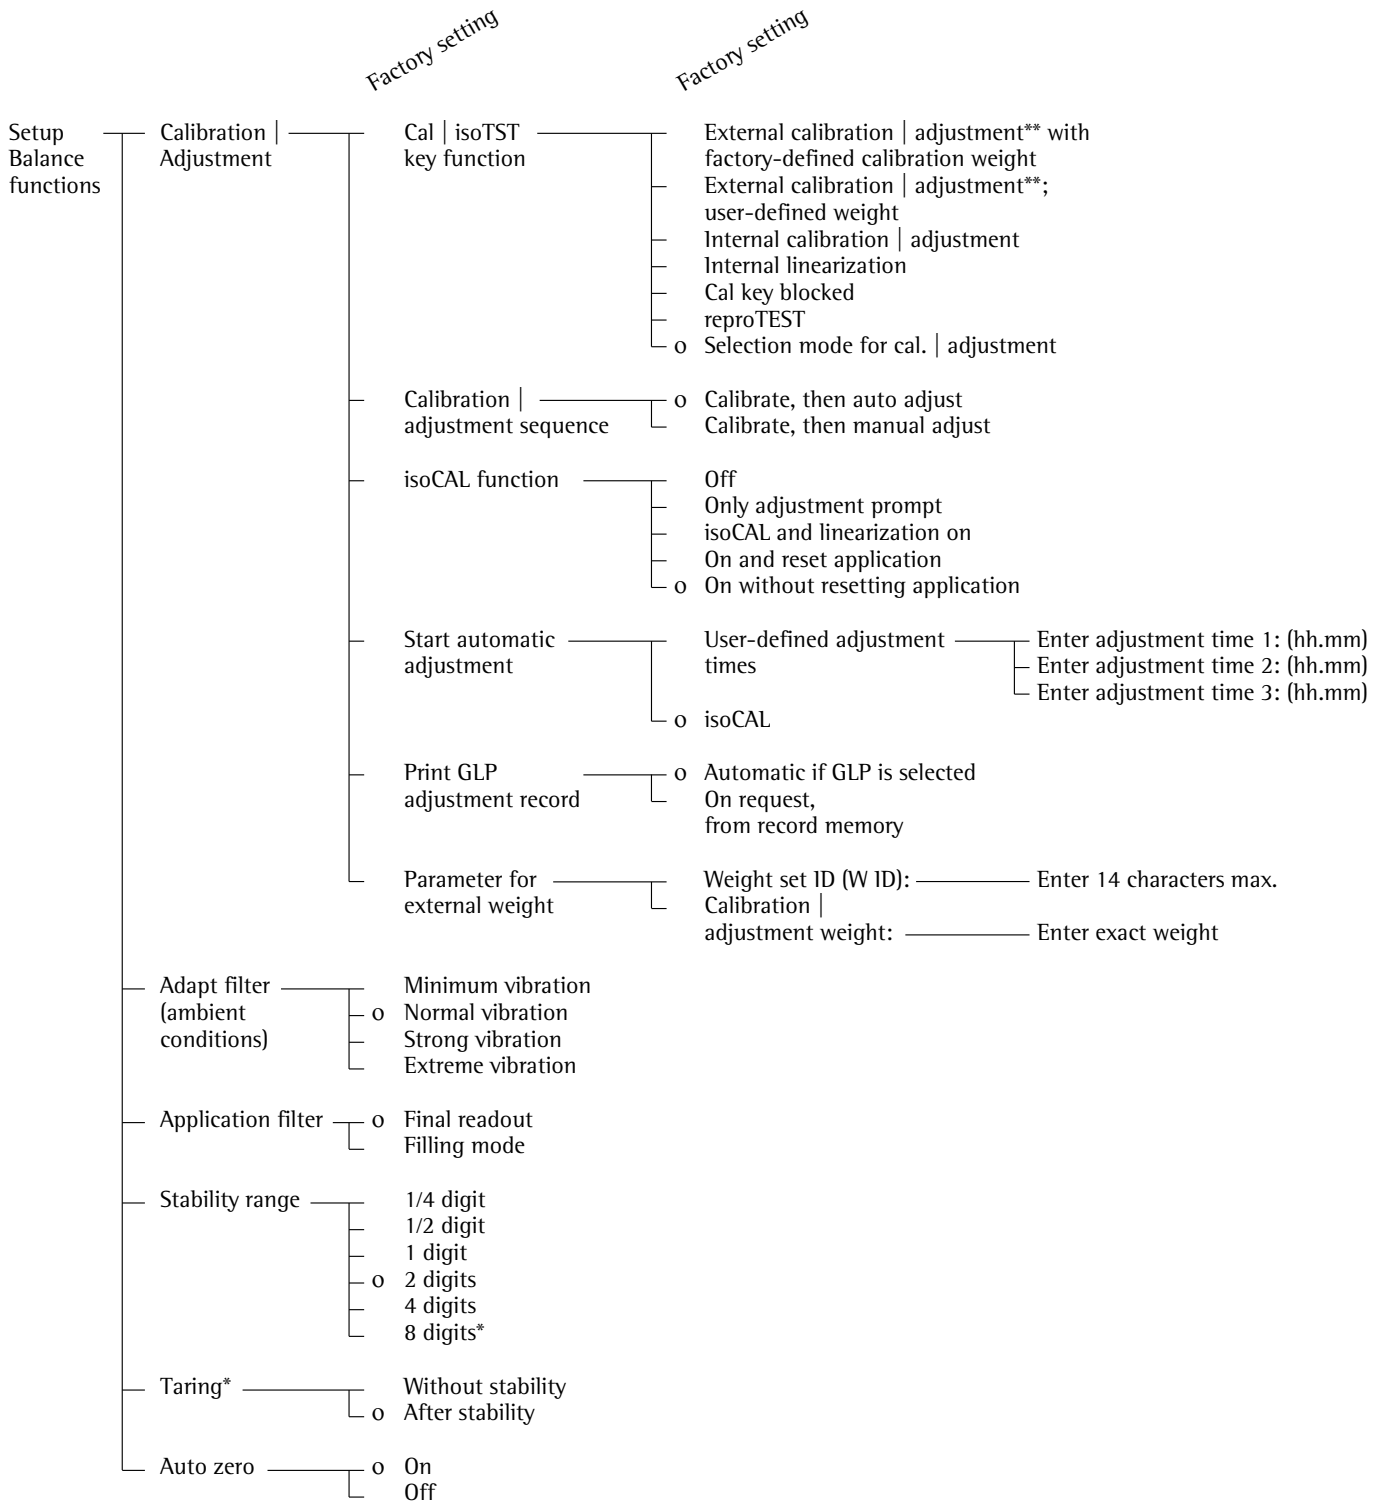 Factory setting
Factory setting
Setup
Balance
functions
Calibration |
Adjustment
Cal | isoTST
key function
External calibration | adjustment** with
factory-defined calibration weight
External calibration | adjustment**;
user-defined weight
Internal calibration | adjustment
Internal linearization
Cal key blocked
reproTEST
o Selection mode for cal. | adjustment
Calibration |
adjustment sequence
o Calibrate, then auto adjust
Calibrate, then manual adjust
isoCAL function
Off
Only adjustment prompt
isoCAL and linearization on
On and reset application
o On without resetting application
Start automatic
adjustment
User-defined adjustment
times
Enter adjustment time 1: (hh.mm)
Enter adjustment time 2: (hh.mm)
Enter adjustment time 3: (hh.mm)
o isoCAL
Print GLP
adjustment record
o Automatic if GLP is selected
On request,
from record memory
Parameter for
external weight
Weight set ID (W ID):
Enter 14 characters max.
Calibration |
adjustment weight:
Enter exact weight
Adapt filter
(ambient
conditions)
Minimum vibration
o Normal vibration
Strong vibration
Extreme vibration
Application filter
o Final readout
Filling mode
Stability range
1/4 digit
1/2 digit
1 digit
o 2 digits
4 digits
8 digits*
Taring*
Without stability
o After stability
Auto zero
o On
Off